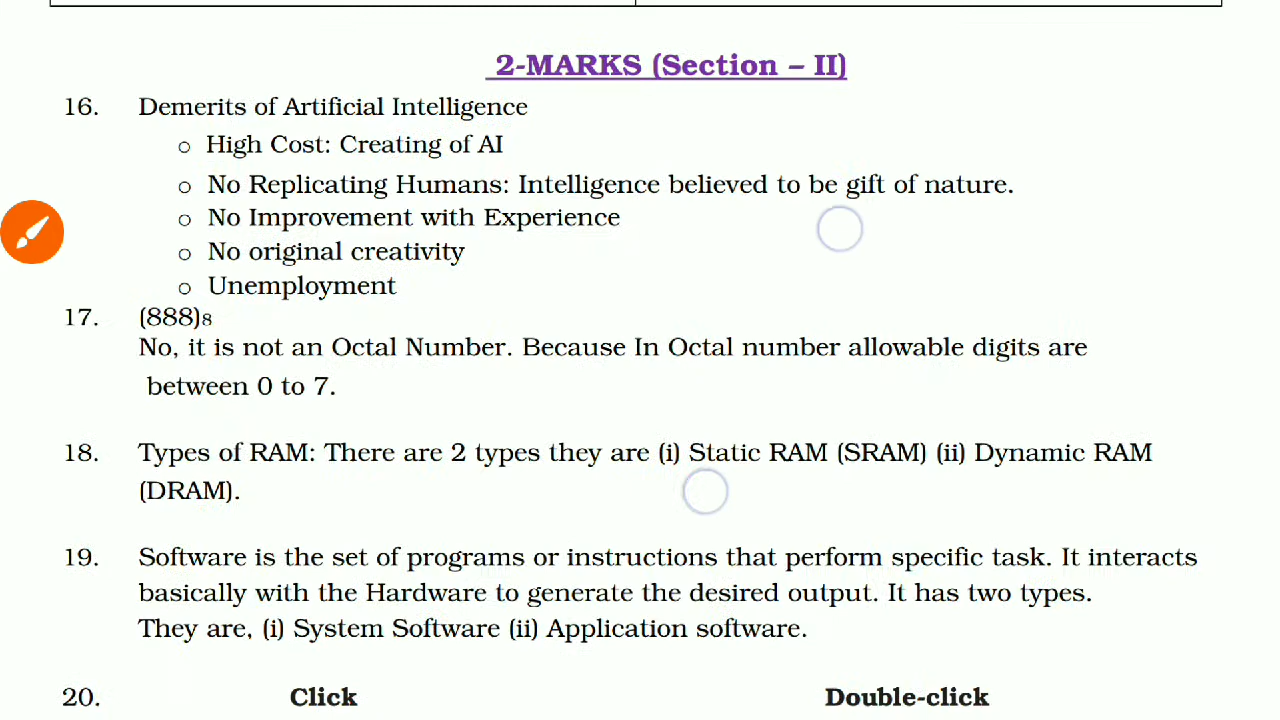 2-MARKS (Section – II)
16. Demerits of Artificial Intelligence
o High Cost: Creating of AI
o No Replicating Humans: Intelligence believed to be gift of nature.
o No Improvement with Experience
o No original creativity
o Unemployment
17. (888)₈
No, it is not an Octal Number. Because In Octal number allowable digits are
between 0 to 7.
18. Types of RAM: There are 2 types they are (i) Static RAM (SRAM) (ii) Dynamic RAM
(DRAM).
19. Software is the set of programs or instructions that perform specific task. It interacts
basically with the Hardware to generate the desired output. It has two types.
They are, (i) System Software (ii) Application software.
20. Click Double-click